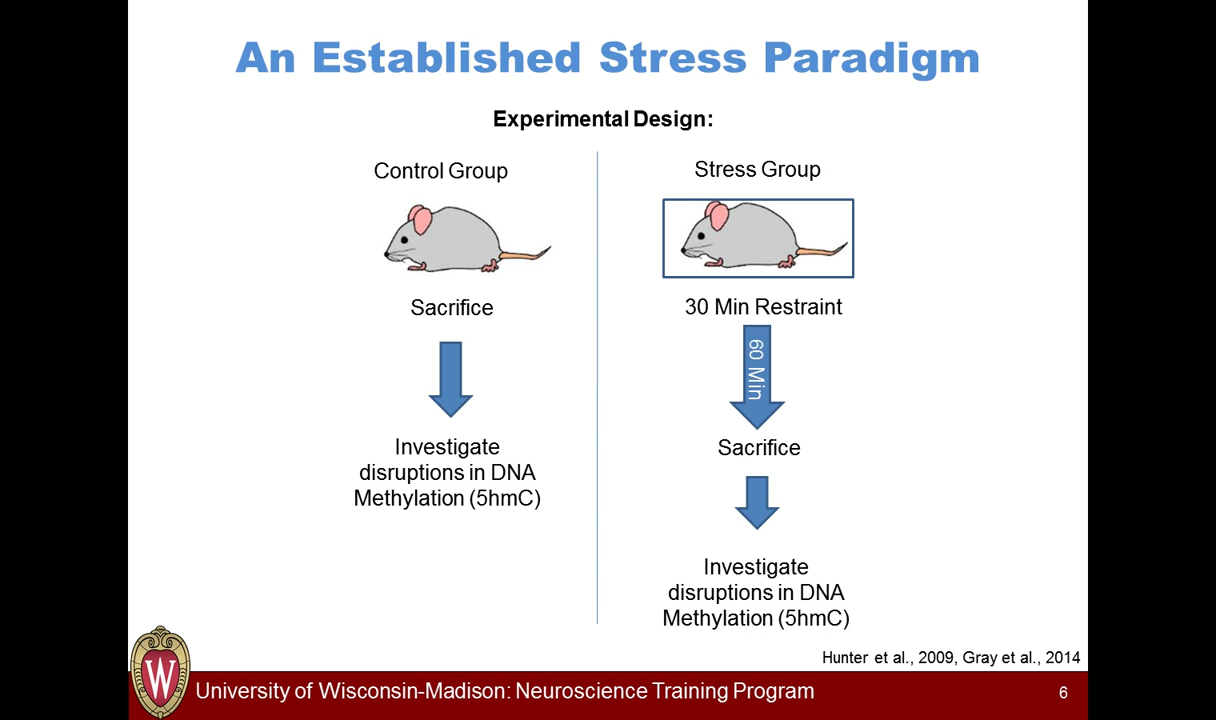 An Established Stress Paradigm
Experimental Design:
Control Group
Sacrifice
Investigate
disruptions in DNA
Methylation (5hmC)
Stress Group
30 Min Restraint
60 Min
Sacrifice
Investigate
disruptions in DNA
Methylation (5hmC)
Hunter et al., 2009, Gray et al., 2014
W
University of Wisconsin-Madison: Neuroscience Training Program
6